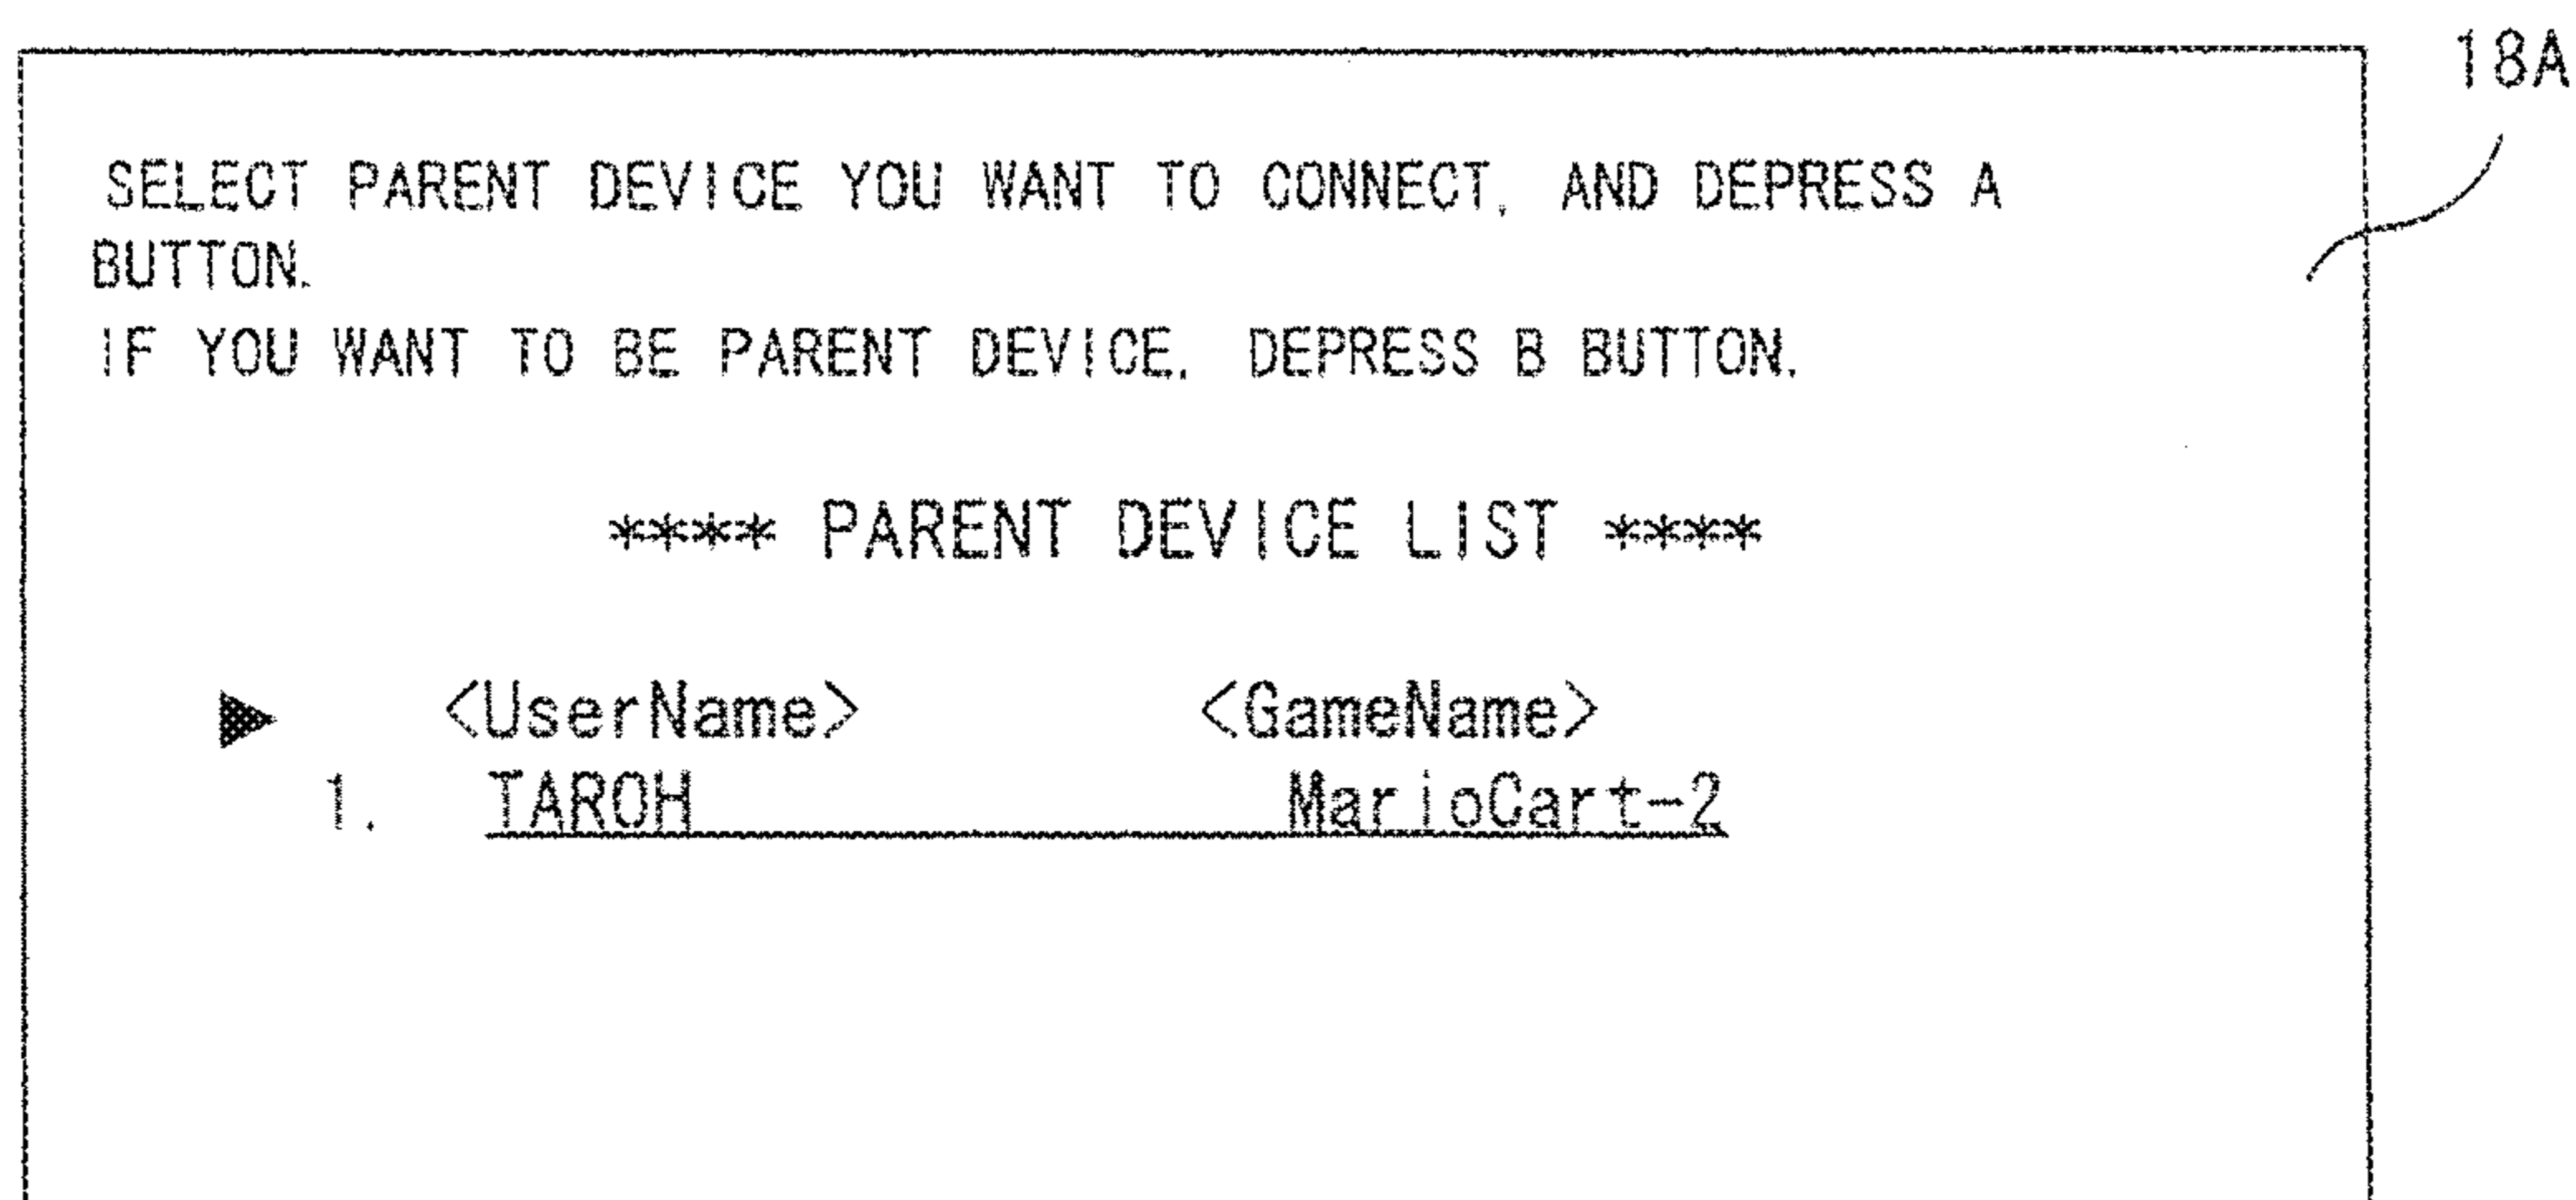 18A
SELECT PARENT DEVICE YOU WANT TO CONNECT, AND DEPRESS A
BUTTON.
IF YOU WANT TO BE PARENT DEVICE, DEPRESS B BUTTON.
**** PARENT DEVICE LIST ****
▶ <UserName> <GameName>
1. TAROH MarioCart-2